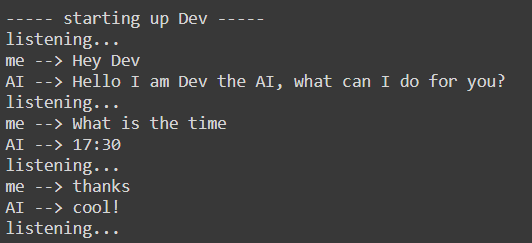 ----- starting up Dev -----
listening...
me --> Hey Dev
AI --> Hello I am Dev the AI, what can I do for you?
listening...
me --> What is the time
AI --> 17:30
listening...
me --> thanks
AI --> cool!
listening...